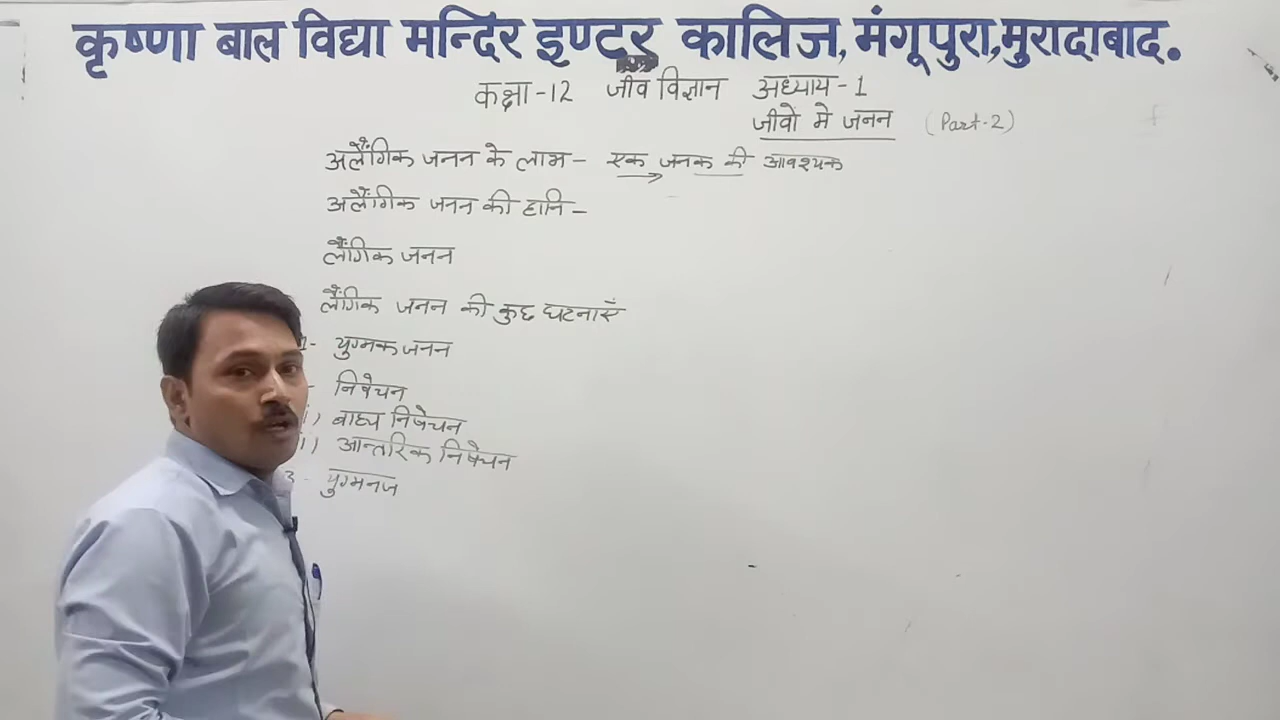 कृष्णा बाल विद्या मन्दिर इण्टर कालिज, मंगूपुरा,मुरादाबाद.
कक्षा-12 जीव विज्ञान अध्याय-1
जीवो मे जनन (Part-2)
अलैंगिक जनन के लाभ- एक जनक की आवश्यक
अलैंगिक जनन की हानि-
लैंगिक जनन
लैंगिक जनन की कुछ घटनाएँ
1- युग्मक जनन
- निषेचन
i) बाह्य निषेचन
ii) आन्तरिक निषेचन
3- युग्मनज